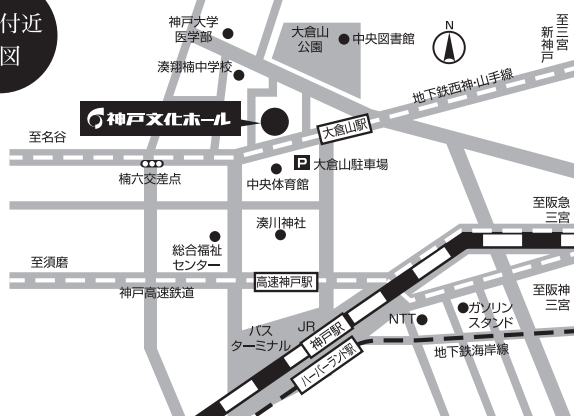 付近
図
神戸大学
医学部
大倉山
公園
中央図書館
N
至三宮
新神戸
湊翔楠中学校
地下鉄西神・山手線
神戸文化ホール
大倉山駅
至名谷
P 大倉山駐車場
楠六交差点
中央体育館
至阪急
三宮
湊川神社
総合福祉
センター
至須磨
高速神戸駅
神戸高速鉄道
至阪神
三宮
バス
ターミナル
JR
神戸駅
NTT
ガソリン
スタンド
地下鉄海岸線
ハーバーランド駅